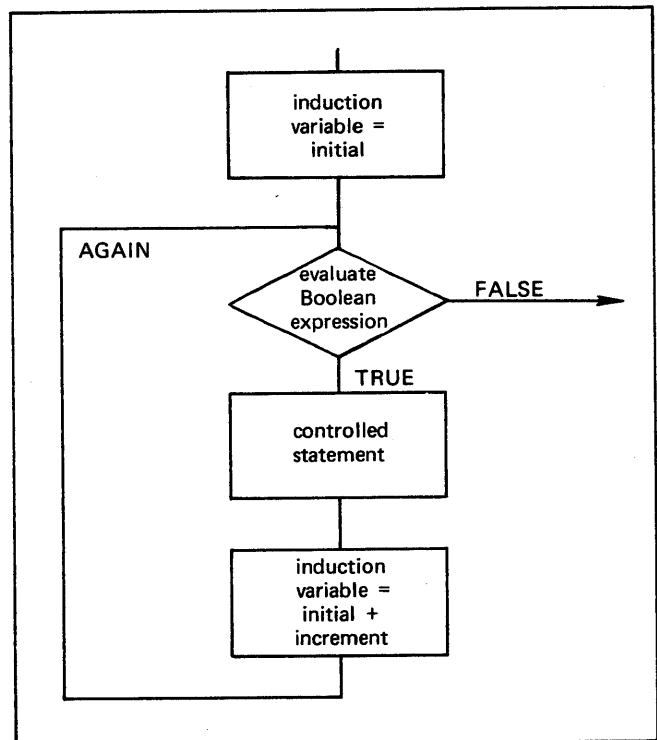 induction
variable =
initial
AGAIN
evaluate
Boolean
expression
FALSE
TRUE
controlled
statement
induction
variable =
initial +
increment